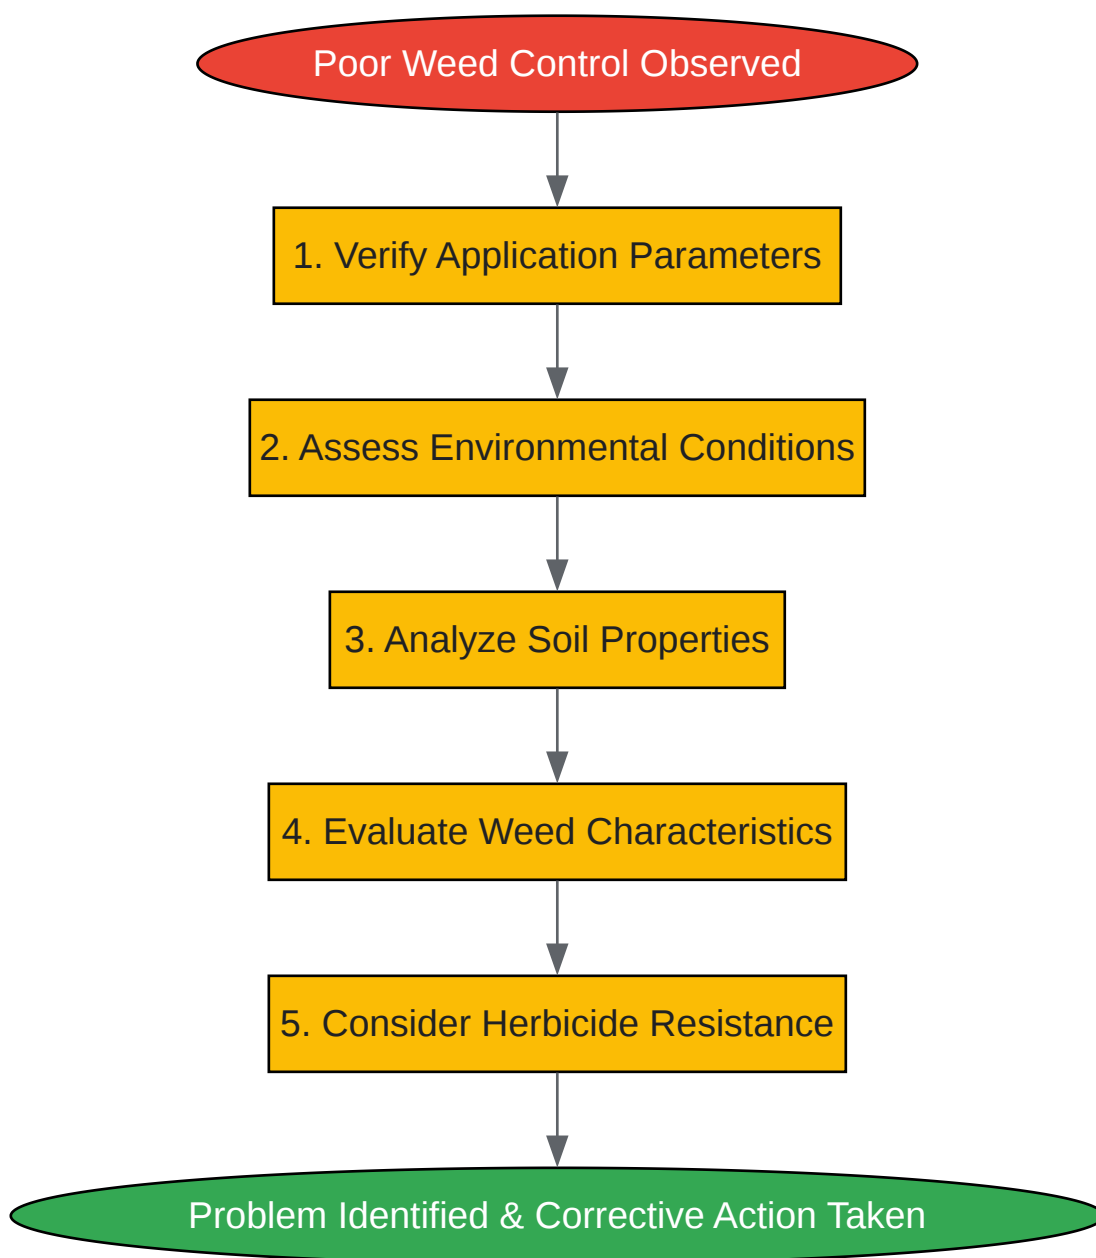 Poor Weed Control Observed
1. Verify Application Parameters
2. Assess Environmental Conditions
3. Analyze Soil Properties
4. Evaluate Weed Characteristics
5. Consider Herbicide Resistance
Problem Identified & Corrective Action Taken